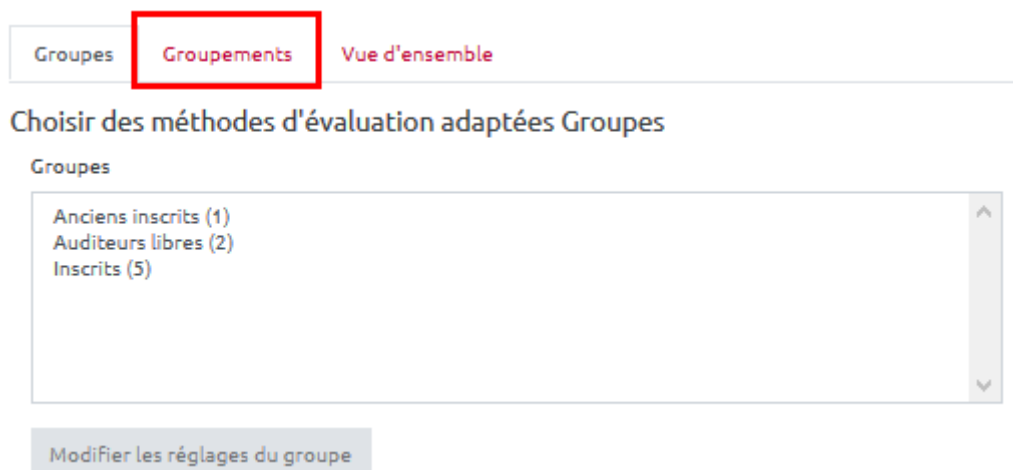 Groupes Groupements Vue d'ensemble
Choisir des méthodes d'évaluation adaptées Groupes
Groupes
Anciens inscrits (1)
Auditeurs libres (2)
Inscrits (5)
Modifier les réglages du groupe